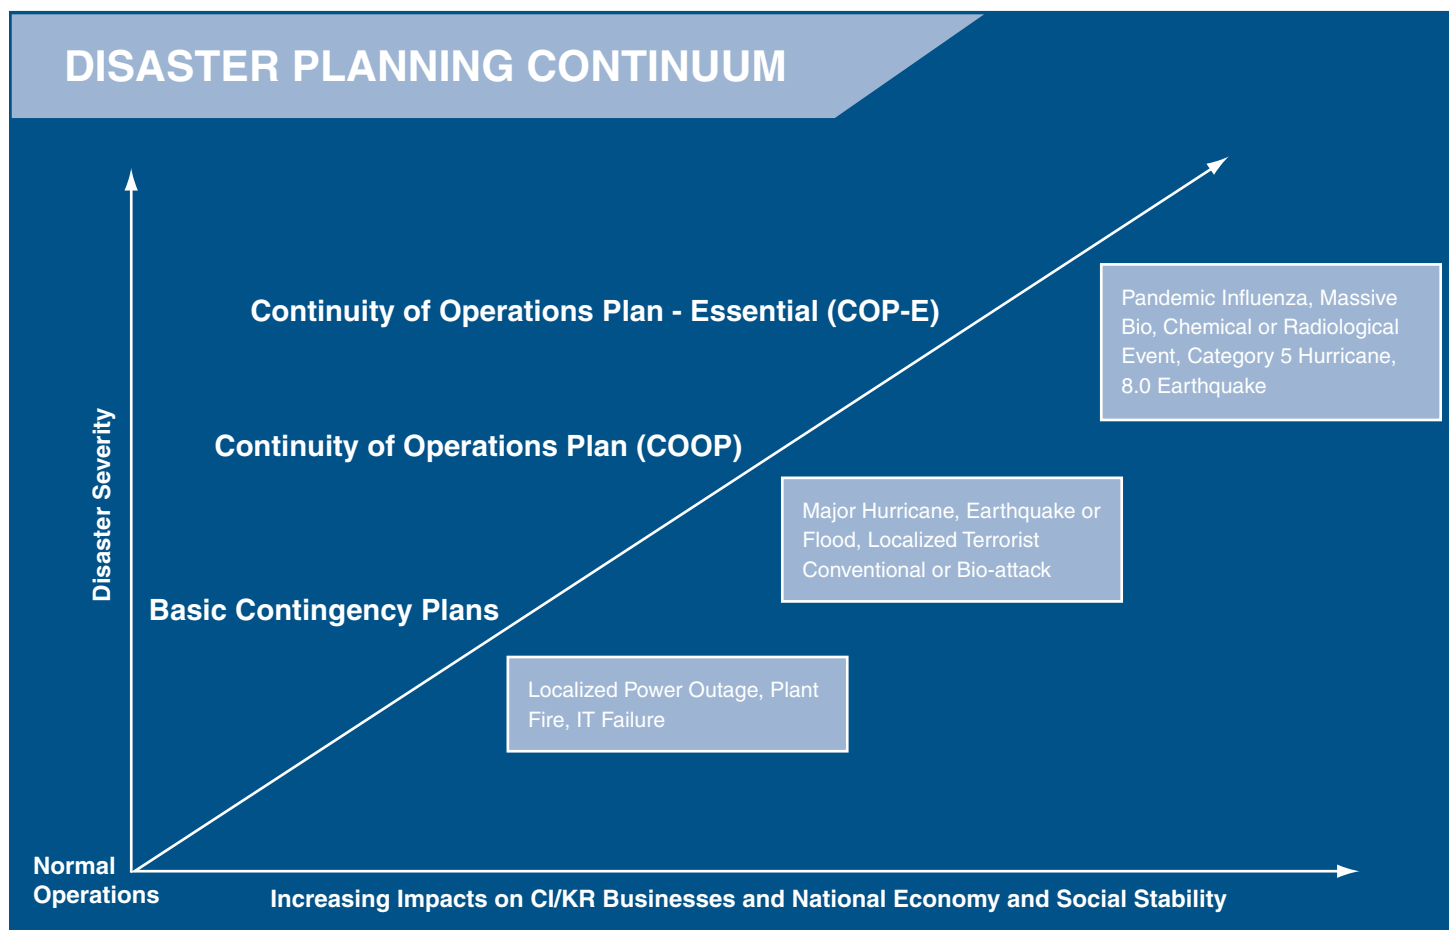 DISASTER PLANNING CONTINUUM
Continuity of Operations Plan - Essential (COP-E)
Pandemic Influenza, Massive
Bio, Chemical or Radiological
Event, Category 5 Hurricane,
8.0 Earthquake
Continuity of Operations Plan (COOP)
Major Hurricane, Earthquake or
Flood, Localized Terrorist
Conventional or Bio-attack
Disaster Severity
Basic Contingency Plans
Localized Power Outage, Plant
Fire, IT Failure
Normal
Operations
Increasing Impacts on CI/KR Businesses and National Economy and Social Stability